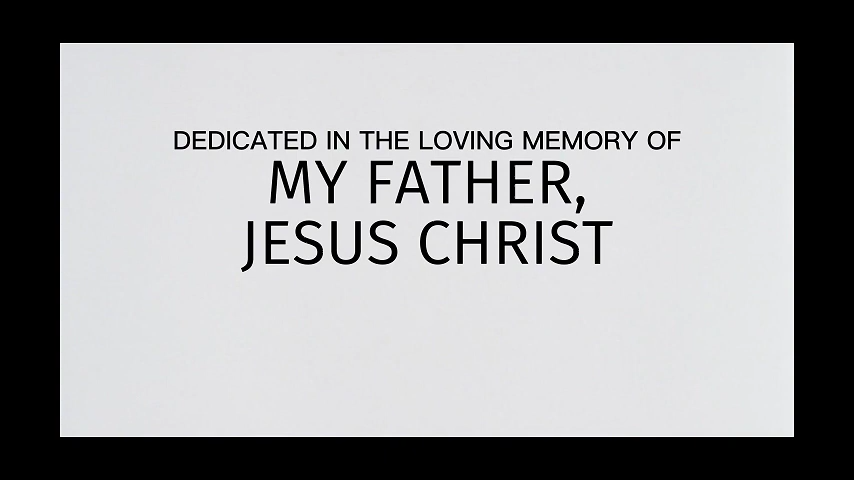 DEDICATED IN THE LOVING MEMORY OF
MY FATHER,
JESUS CHRIST